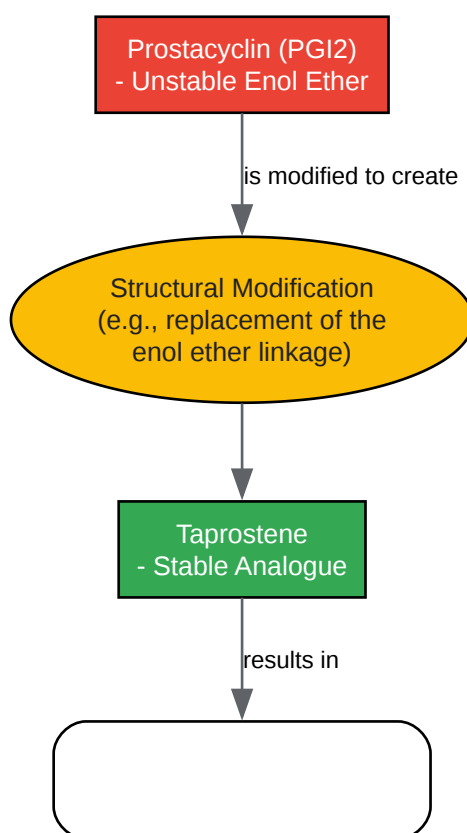 Prostacyclin (PGI2)
- Unstable Enol Ether
is modified to create
Structural Modification
(e.g., replacement of the
enol ether linkage)
Taprostene
- Stable Analogue
results in